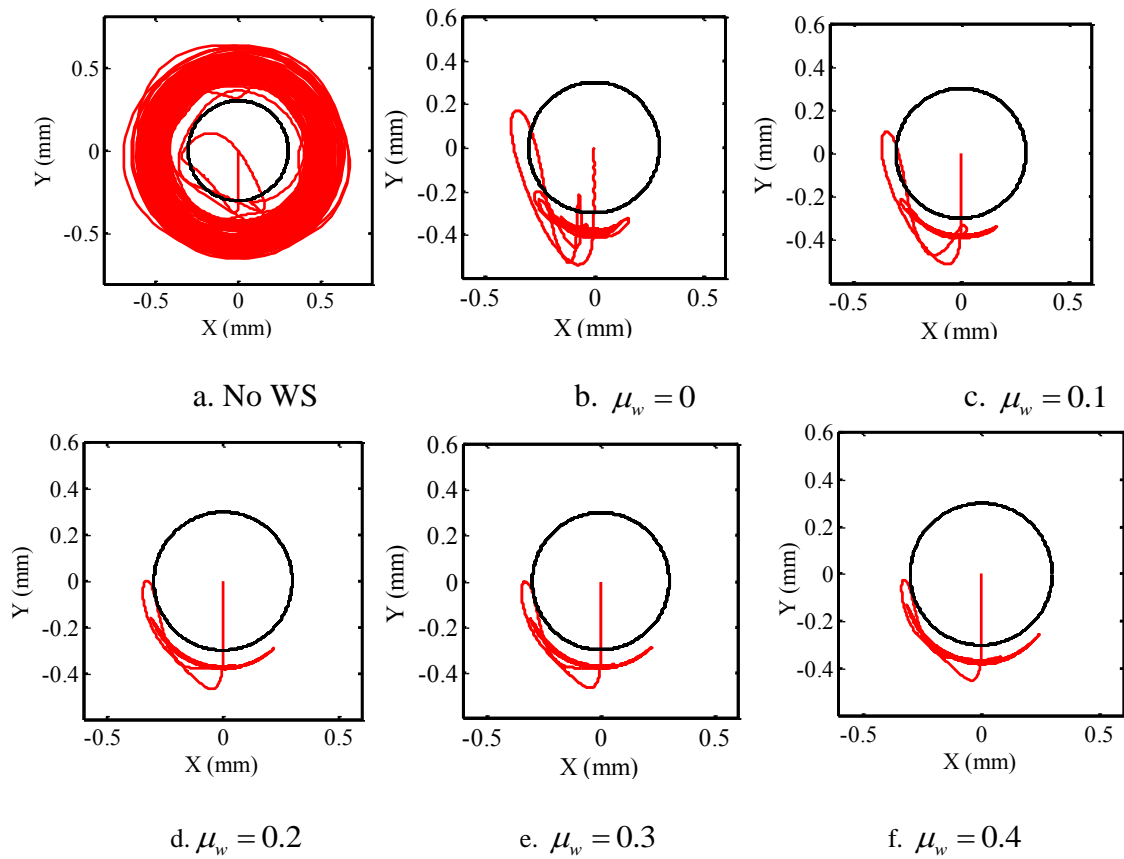 0.5
0
-0.5
Y (mm)
-0.5 0 0.5
X (mm)
0.6
0.4
0.2
0
-0.2
-0.4
Y (mm)
-0.5 0 0.5
X (mm)
0.6
0.4
0.2
0
-0.2
-0.4
Y (mm)
-0.5 0 0.5
X (mm)
a. No WS
b. μ_w = 0
c. μ_w = 0.1
0.6
0.4
0.2
0
-0.2
-0.4
Y (mm)
-0.5 0 0.5
X (mm)
0.6
0.4
0.2
0
-0.2
-0.4
Y (mm)
-0.5 0 0.5
X (mm)
0.6
0.4
0.2
0
-0.2
-0.4
Y (mm)
-0.5 0 0.5
X (mm)
d. μ_w = 0.2
e. μ_w = 0.3
f. μ_w = 0.4